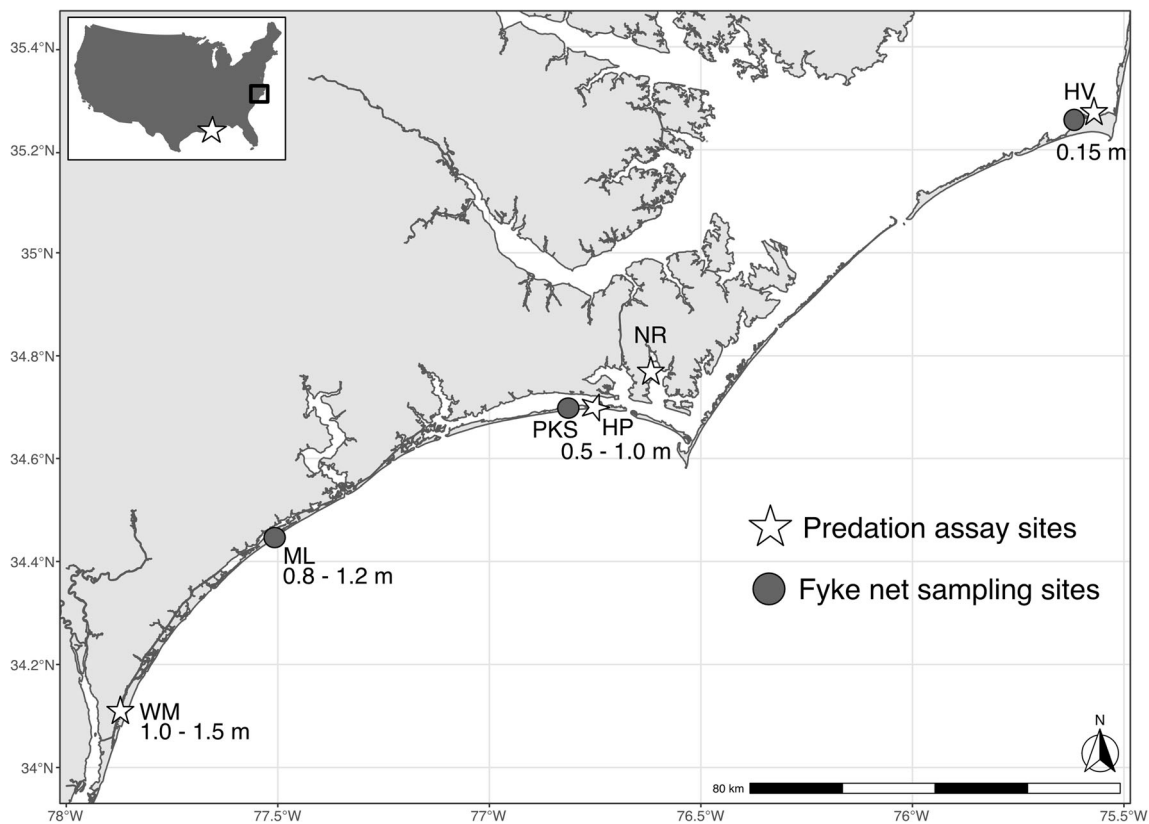 35.4°N
35.2°N
35°N
34.8°N
34.6°N
34.4°N
34.2°N
34°N
HV
0.15 m
NR
PKS
HP
0.5 - 1.0 m
ML
0.8 - 1.2 m
WM
1.0 - 1.5 m
Predation assay sites
Fyke net sampling sites
N
80 km
78°W
77.5°W
77°W
76.5°W
76°W
75.5°W